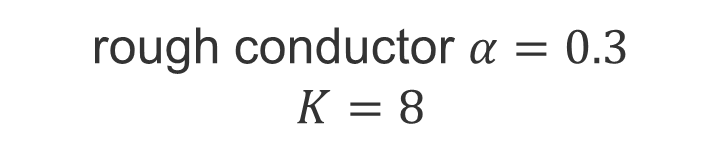 rough conductor 𝛼 = 0.3
𝐾 = 8